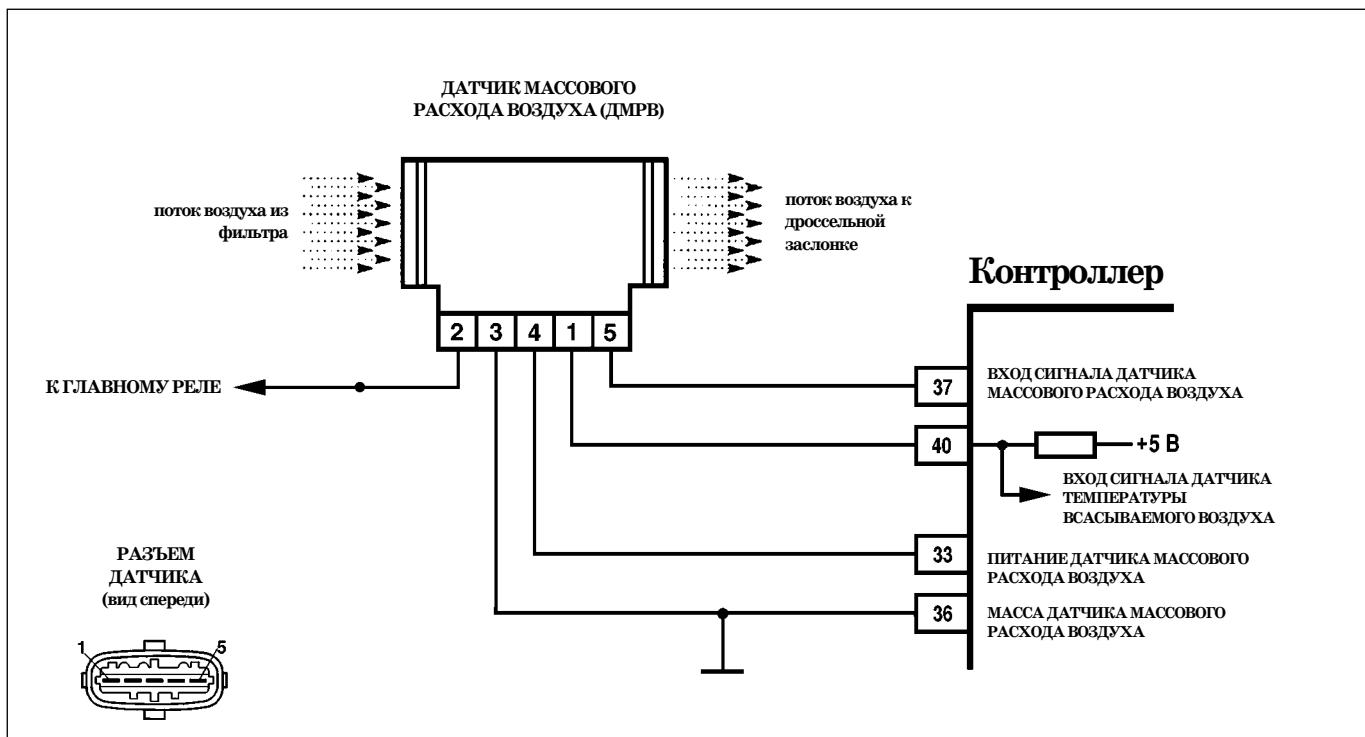 ДАТЧИК МАССОВОГО
РАСХОДА ВОЗДУХА (ДМРВ)
поток воздуха из
фильтра
поток воздуха к
дроссельной
заслонке
Контроллер
2 3 4 1 5
К ГЛАВНОМУ РЕЛЕ
37
ВХОД СИГНАЛА ДАТЧИКА
МАССОВОГО РАСХОДА ВОЗДУХА
40
+5 В
ВХОД СИГНАЛА ДАТЧИКА
ТЕМПЕРАТУРЫ
ВСАСЫВАЕМОГО ВОЗДУХА
33
ПИТАНИЕ ДАТЧИКА МАССОВОГО
РАСХОДА ВОЗДУХА
36
МАССА ДАТЧИКА МАССОВОГО
РАСХОДА ВОЗДУХА
РАЗЪЕМ
ДАТЧИКА
(вид спереди)
1 5